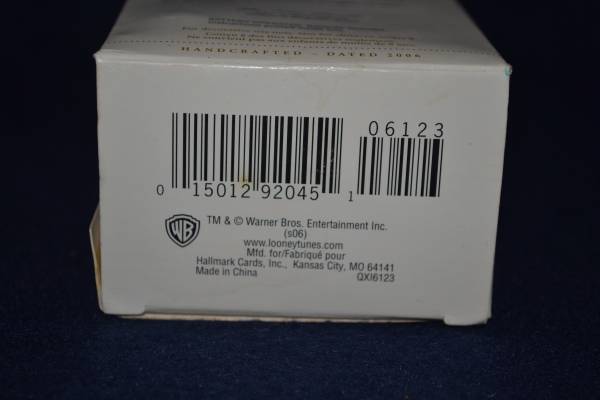 HANDCRAFTED - DATED 2006
06123
0 15012 92045 1
WB
TM & © Warner Bros. Entertainment Inc.
(s06)
www.looneytunes.com
Mfd. for/Fabriqué pour
Hallmark Cards, Inc., Kansas City, MO 64141
Made in China QXI6123